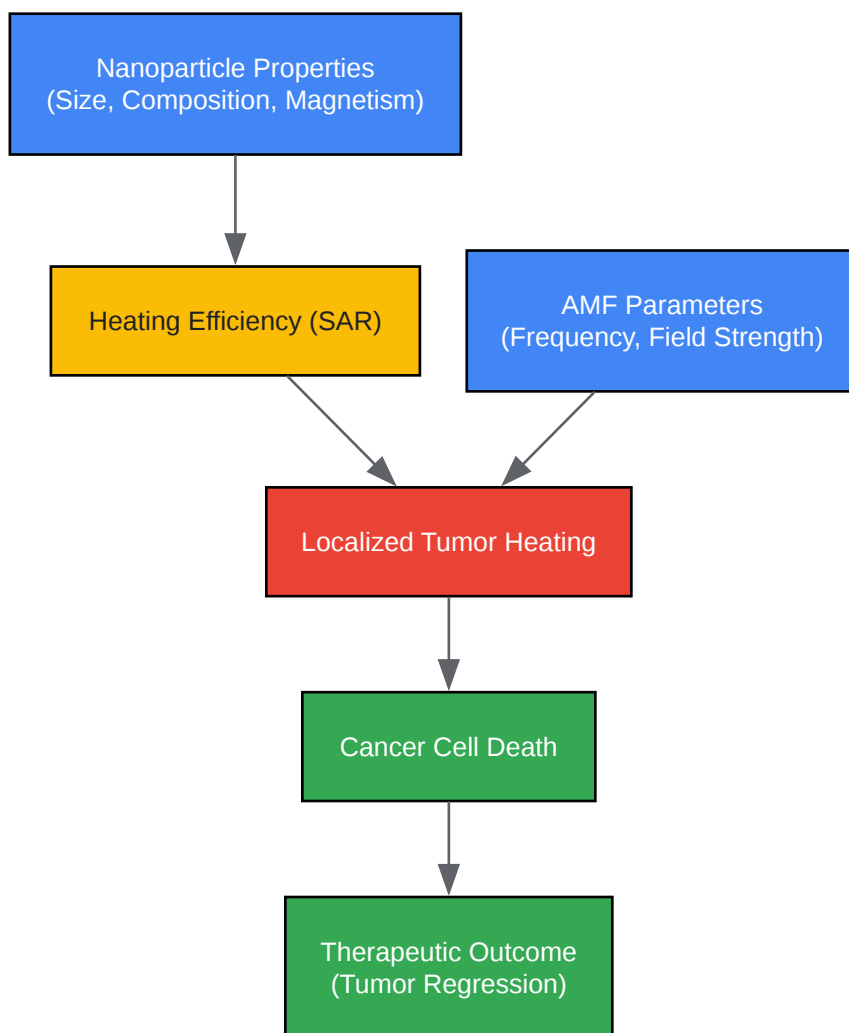 Nanoparticle Properties
(Size, Composition, Magnetism)
Heating Efficiency (SAR)
AMF Parameters
(Frequency, Field Strength)
Localized Tumor Heating
Cancer Cell Death
Therapeutic Outcome
(Tumor Regression)